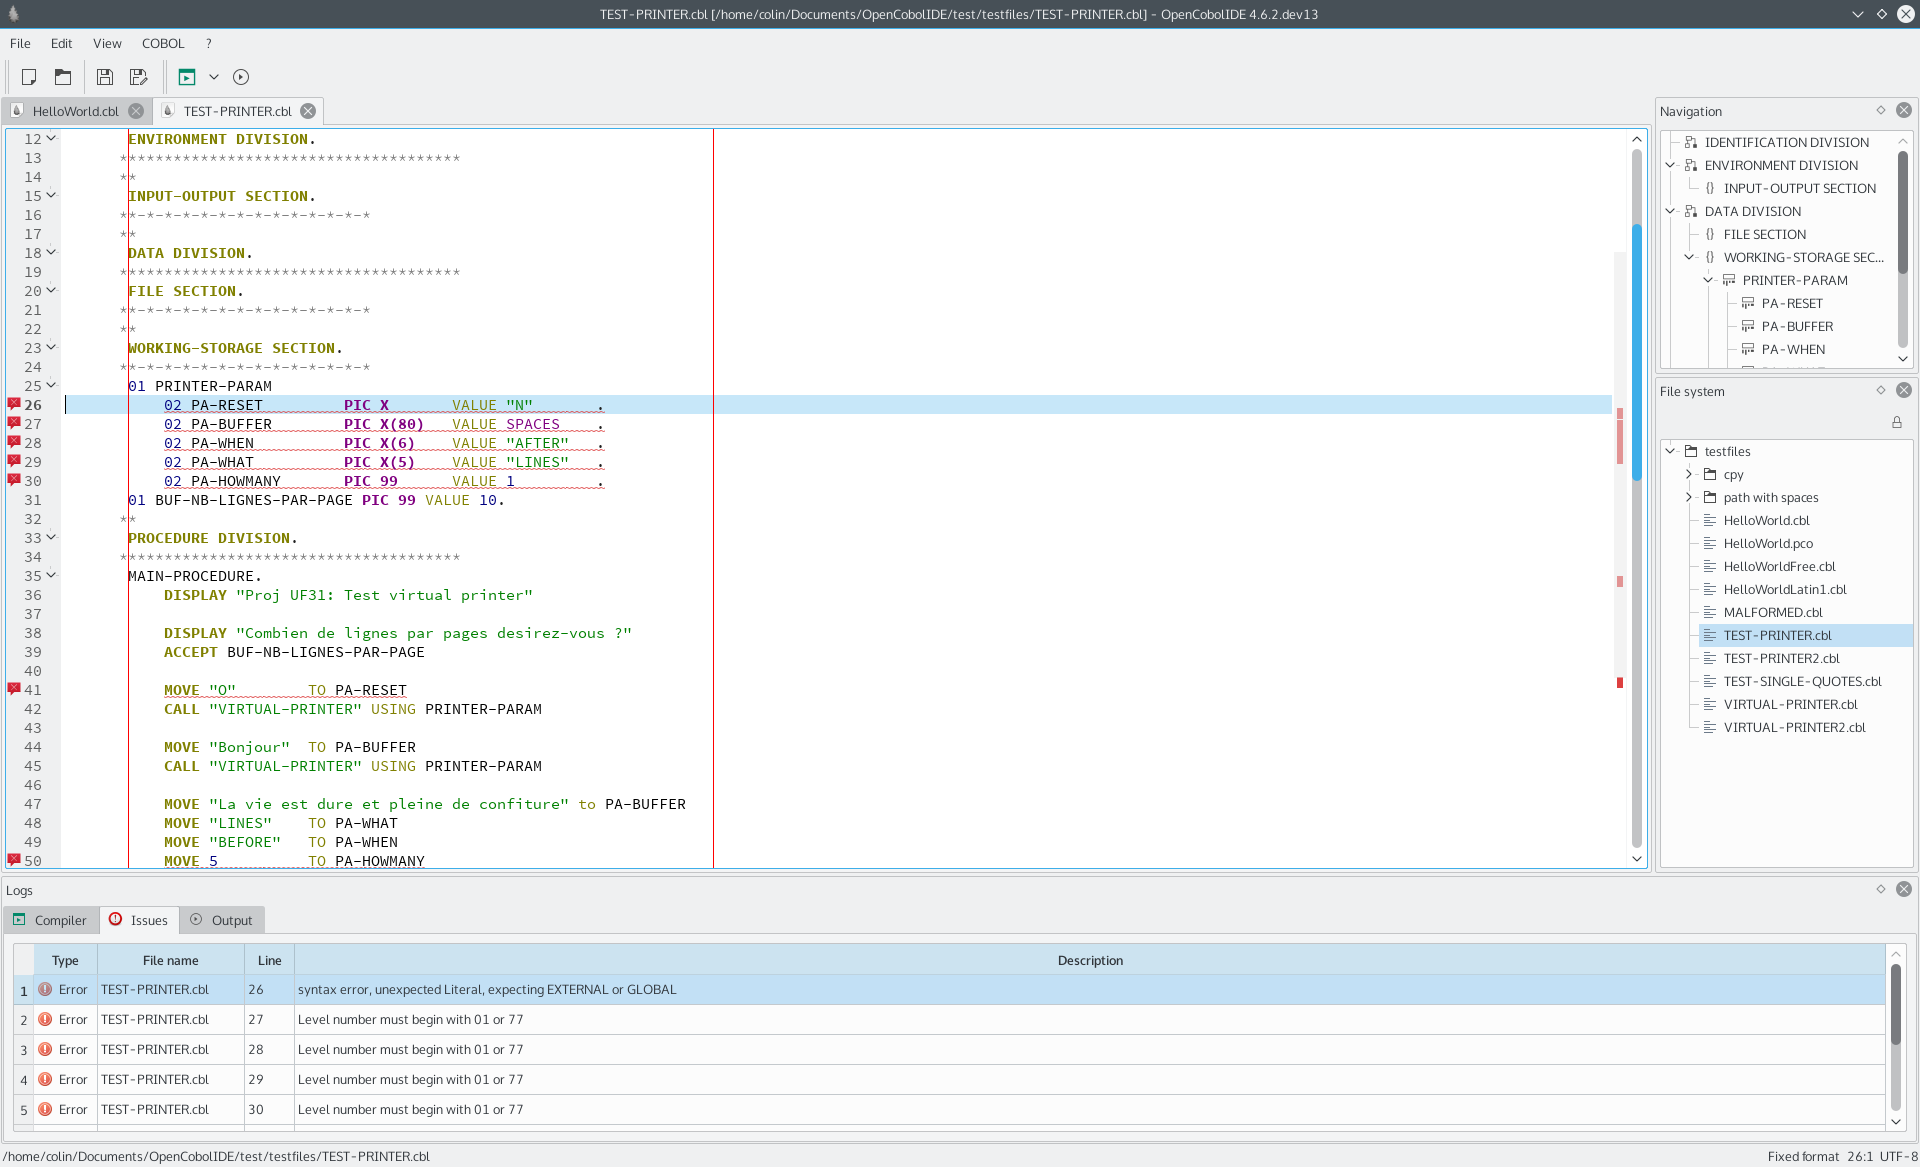 TEST-PRINTER.cbl [/home/colin/Documents/OpenCobolIDE/test/testfiles/TEST-PRINTER.cbl] - OpenCobolIDE 4.6.2.dev13
File Edit View COBOL ?
HelloWorld.cbl TEST-PRINTER.cbl
12 ENVIRONMENT DIVISION.
13 *************************************
14 **
15 INPUT-OUTPUT SECTION.
16 **-*-*-*-*-*-*-*-*-*-*-*-*-*
17 **
18 DATA DIVISION.
19 *************************************
20 FILE SECTION.
21 **-*-*-*-*-*-*-*-*-*-*-*-*-*
22 **
23 WORKING-STORAGE SECTION.
24 **-*-*-*-*-*-*-*-*-*-*-*-*-*
25 01 PRINTER-PARAM
26 02 PA-RESET PIC X VALUE "N" .
27 02 PA-BUFFER PIC X(80) VALUE SPACES .
28 02 PA-WHEN PIC X(6) VALUE "AFTER" .
29 02 PA-WHAT PIC X(5) VALUE "LINES" .
30 02 PA-HOWMANY PIC 99 VALUE 1 .
31 01 BUF-NB-LIGNES-PAR-PAGE PIC 99 VALUE 10.
32 **
33 PROCEDURE DIVISION.
34 *************************************
35 MAIN-PROCEDURE.
36 DISPLAY "Proj UF31: Test virtual printer"
37
38 DISPLAY "Combien de lignes par pages desirez-vous ?"
39 ACCEPT BUF-NB-LIGNES-PAR-PAGE
40
41 MOVE "O" TO PA-RESET
42 CALL "VIRTUAL-PRINTER" USING PRINTER-PARAM
43
44 MOVE "Bonjour" TO PA-BUFFER
45 CALL "VIRTUAL-PRINTER" USING PRINTER-PARAM
46
47 MOVE "La vie est dure et pleine de confiture" to PA-BUFFER
48 MOVE "LINES" TO PA-WHAT
49 MOVE "BEFORE" TO PA-WHEN
50 MOVE 5 TO PA-HOWMANY
Navigation
IDENTIFICATION DIVISION
ENVIRONMENT DIVISION
{} INPUT-OUTPUT SECTION
DATA DIVISION
{} FILE SECTION
{} WORKING-STORAGE SEC...
PRINTER-PARAM
PA-RESET
PA-BUFFER
PA-WHEN
File system
testfiles
cpy
path with spaces
HelloWorld.cbl
HelloWorld.pco
HelloWorldFree.cbl
HelloWorldLatin1.cbl
MALFORMED.cbl
TEST-PRINTER.cbl
TEST-PRINTER2.cbl
TEST-SINGLE-QUOTES.cbl
VIRTUAL-PRINTER.cbl
VIRTUAL-PRINTER2.cbl
Logs
Compiler Issues Output
Type File name Line Description
1 Error TEST-PRINTER.cbl 26 syntax error, unexpected Literal, expecting EXTERNAL or GLOBAL
2 Error TEST-PRINTER.cbl 27 Level number must begin with 01 or 77
3 Error TEST-PRINTER.cbl 28 Level number must begin with 01 or 77
4 Error TEST-PRINTER.cbl 29 Level number must begin with 01 or 77
5 Error TEST-PRINTER.cbl 30 Level number must begin with 01 or 77
/home/colin/Documents/OpenCobolIDE/test/testfiles/TEST-PRINTER.cbl Fixed format 26:1 UTF-8